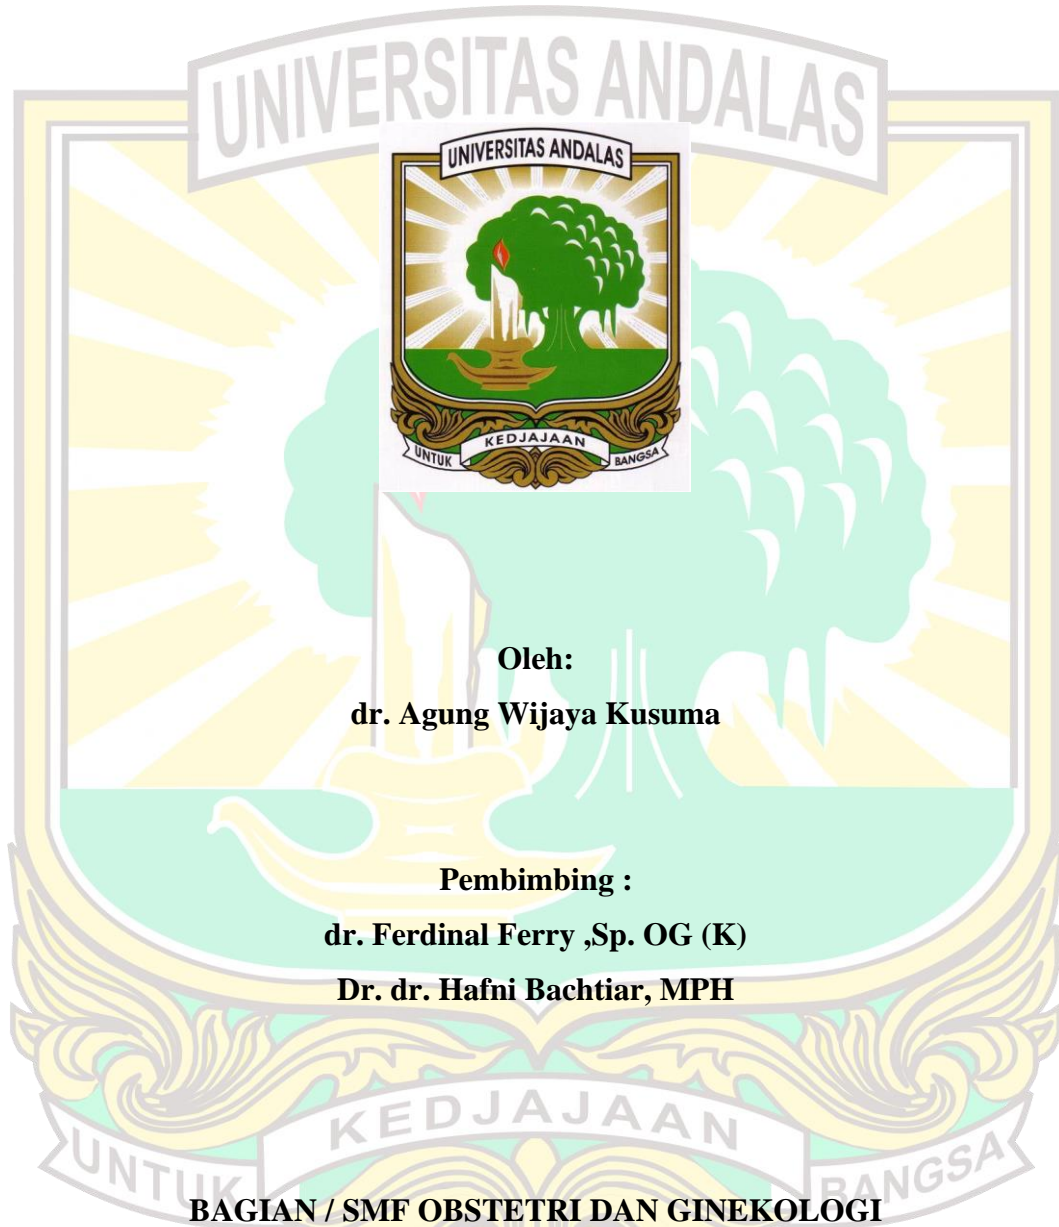 UNIVERSITAS ANDALAS
UNIVERSITAS ANDALAS
UNTUK KEDJAJAAN BANGSA
Oleh:
dr. Agung Wijaya Kusuma
Pembimbing :
dr. Ferdinal Ferry ,Sp. OG (K)
Dr. dr. Hafni Bachtiar, MPH
UNTUK KEDJAJAAN BANGSA
BAGIAN / SMF OBSTETRI DAN GINEKOLOGI